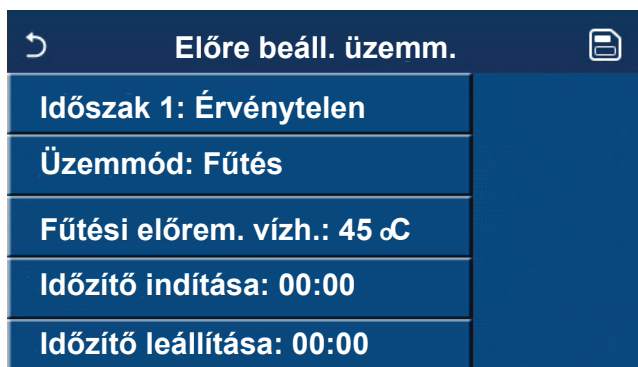 Előre beáll. üzemm.
Időszak 1: Érvénytelen
Üzemmód: Fűtés
Fűtési előrem. vízh.: 45 oC
Időzítő indítása: 00:00
Időzítő leállítása: 00:00